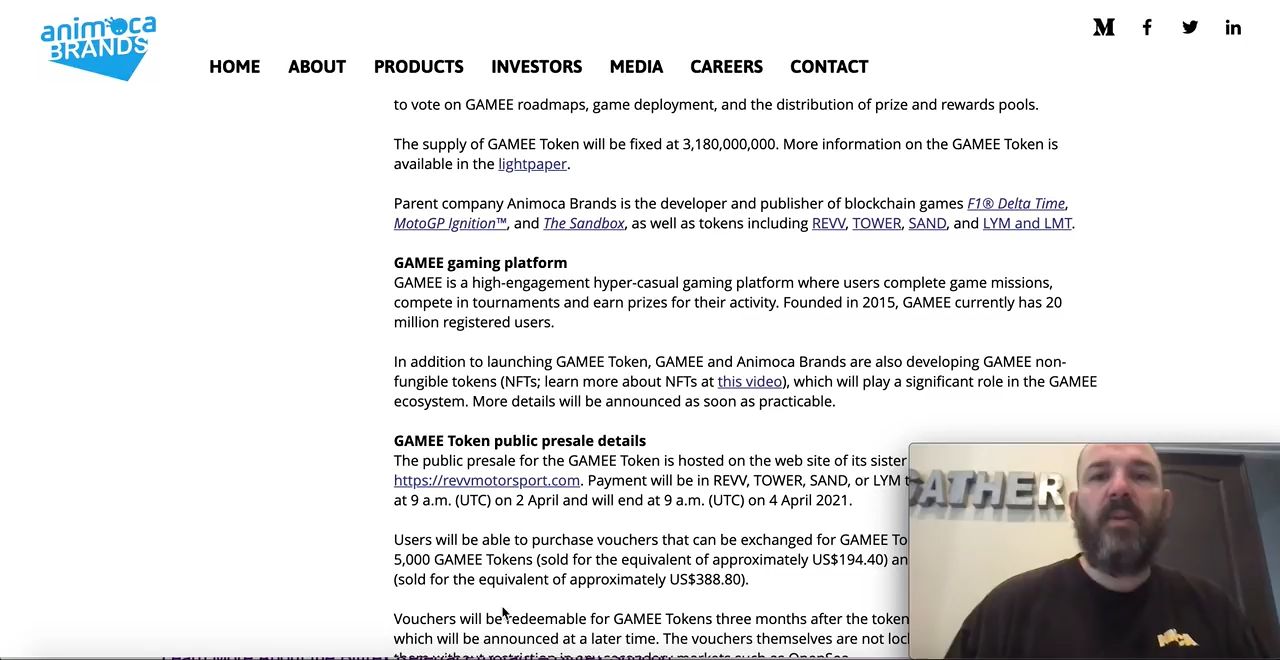 animoca
BRANDS
HOME ABOUT PRODUCTS INVESTORS MEDIA CAREERS CONTACT
to vote on GAMEE roadmaps, game deployment, and the distribution of prize and rewards pools.
The supply of GAMEE Token will be fixed at 3,180,000,000. More information on the GAMEE Token is
available in the lightpaper.
Parent company Animoca Brands is the developer and publisher of blockchain games F1® Delta Time,
MotoGP Ignition™, and The Sandbox, as well as tokens including REVV, TOWER, SAND, and LYM and LMT.
GAMEE gaming platform
GAMEE is a high-engagement hyper-casual gaming platform where users complete game missions,
compete in tournaments and earn prizes for their activity. Founded in 2015, GAMEE currently has 20
million registered users.
In addition to launching GAMEE Token, GAMEE and Animoca Brands are also developing GAMEE non-
fungible tokens (NFTs; learn more about NFTs at this video), which will play a significant role in the GAMEE
ecosystem. More details will be announced as soon as practicable.
GAMEE Token public presale details
The public presale for the GAMEE Token is hosted on the web site of its sister
https://revvmotorsport.com. Payment will be in REVV, TOWER, SAND, or LYM
at 9 a.m. (UTC) on 2 April and will end at 9 a.m. (UTC) on 4 April 2021.
Users will be able to purchase vouchers that can be exchanged for GAMEE
5,000 GAMEE Tokens (sold for the equivalent of approximately US$194.40)
(sold for the equivalent of approximately US$388.80).
Vouchers will be redeemable for GAMEE Tokens three months after the token
which will be announced at a later time. The vouchers themselves are not
GATHER